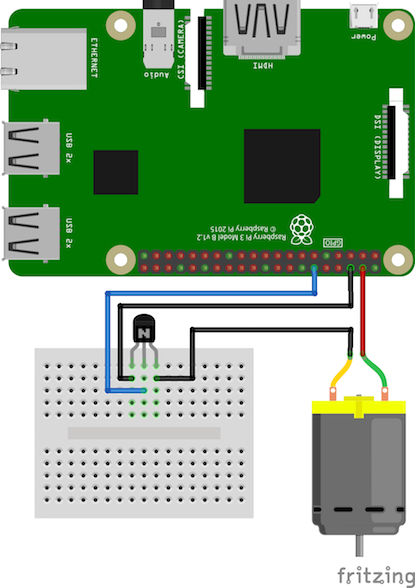 ETHERNET
Audio
CSI (CAMERA)
HDMI
Power
USB 2x
DSI (DISPLAY)
USB 2x
Raspberry Pi 3 Model B v1.2
© Raspberry Pi 2015
GPIO
N
fritzing